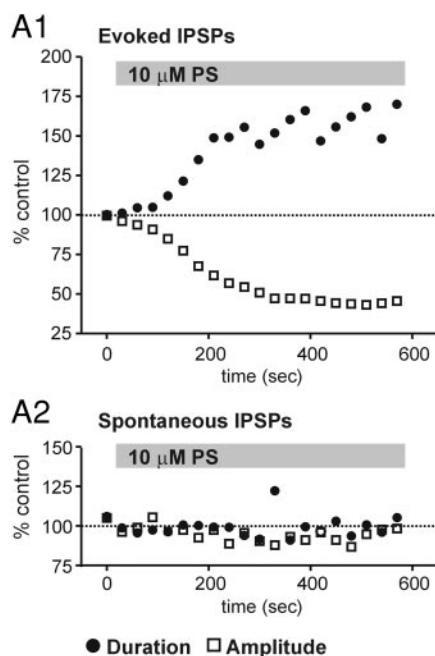 A1
Evoked IPSPs
200
10 μM PS
175
150
125
100
75
50
25
% control
0 200 400 600
time (sec)
A2
Spontaneous IPSPs
150
10 μM PS
125
100
75
% control
0 200 400 600
time (sec)
● Duration □ Amplitude